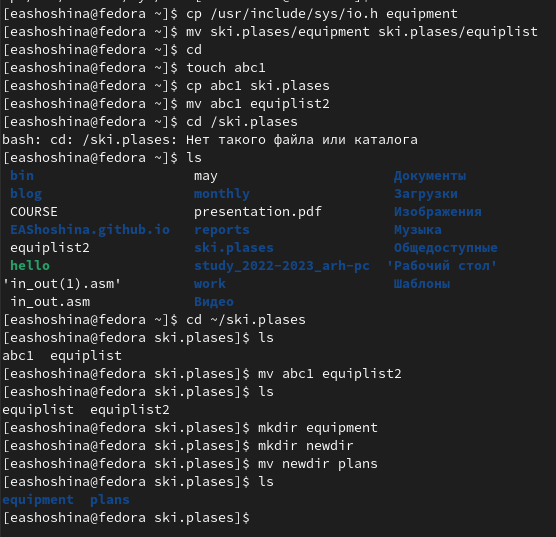 [eashoshina@fedora ~]$ cp /usr/include/sys/io.h equipment
[eashoshina@fedora ~]$ mv ski.plases/equipment ski.plases/equiplist
[eashoshina@fedora ~]$ cd
[eashoshina@fedora ~]$ touch abc1
[eashoshina@fedora ~]$ cp abc1 ski.plases
[eashoshina@fedora ~]$ mv abc1 equiplist2
[eashoshina@fedora ~]$ cd /ski.plases
bash: cd: /ski.plases: Нет такого файла или каталога
[eashoshina@fedora ~]$ ls
bin may Документы
blog monthly Загрузки
COURSE presentation.pdf Изображения
EAShoshina.github.io reports Музыка
equiplist2 ski.plases Общедоступные
hello study_2022-2023_arh-pc 'Рабочий стол'
'in_out(1).asm' work Шаблоны
in_out.asm Видео
[eashoshina@fedora ~]$ cd ~/ski.plases
[eashoshina@fedora ski.plases]$ ls
abc1 equiplist
[eashoshina@fedora ski.plases]$ mv abc1 equiplist2
[eashoshina@fedora ski.plases]$ ls
equiplist equiplist2
[eashoshina@fedora ski.plases]$ mkdir equipment
[eashoshina@fedora ski.plases]$ mkdir newdir
[eashoshina@fedora ski.plases]$ mv newdir plans
[eashoshina@fedora ski.plases]$ ls
equipment plans
[eashoshina@fedora ski.plases]$